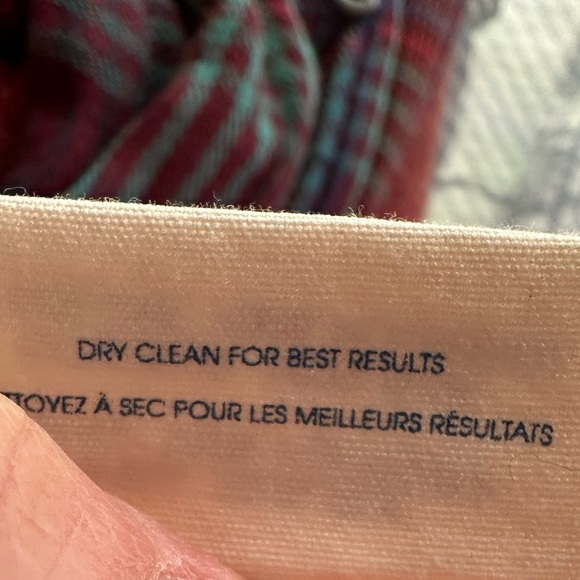 DRY CLEAN FOR BEST RESULTS
TTOYEZ À SEC POUR LES MEILLEURS RÉSULTATS